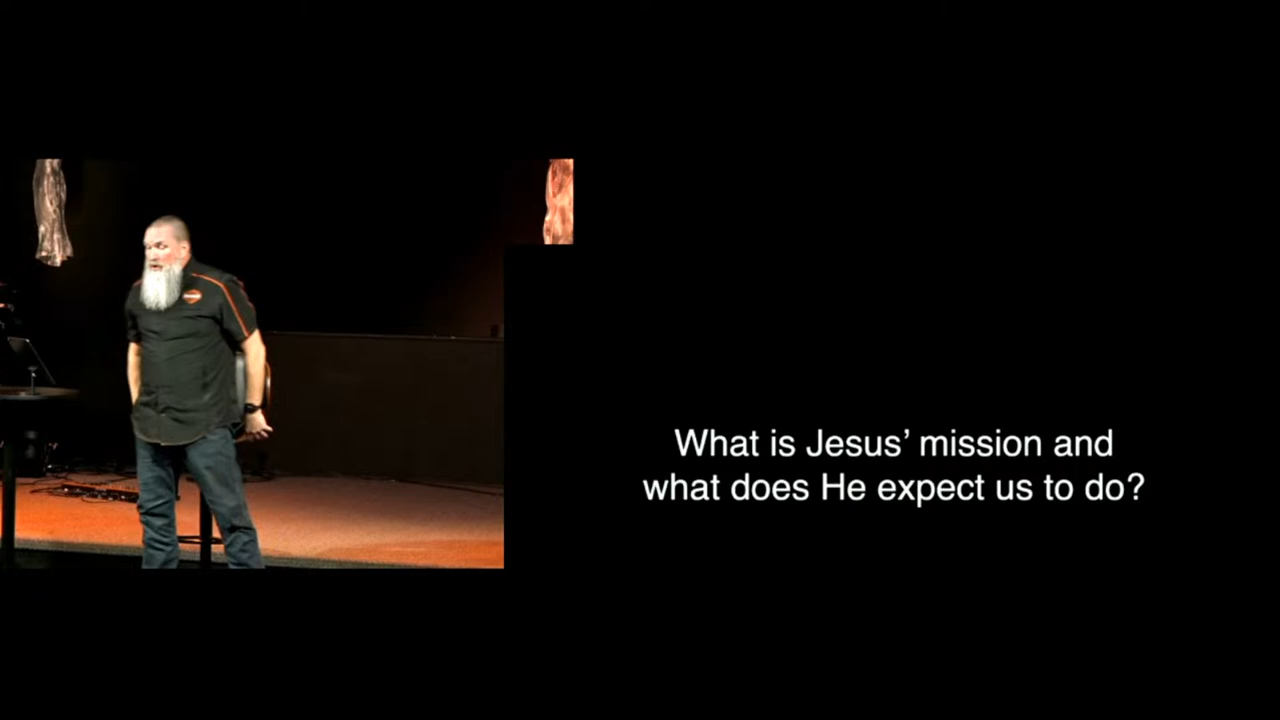 What is Jesus’ mission and
what does He expect us to do?